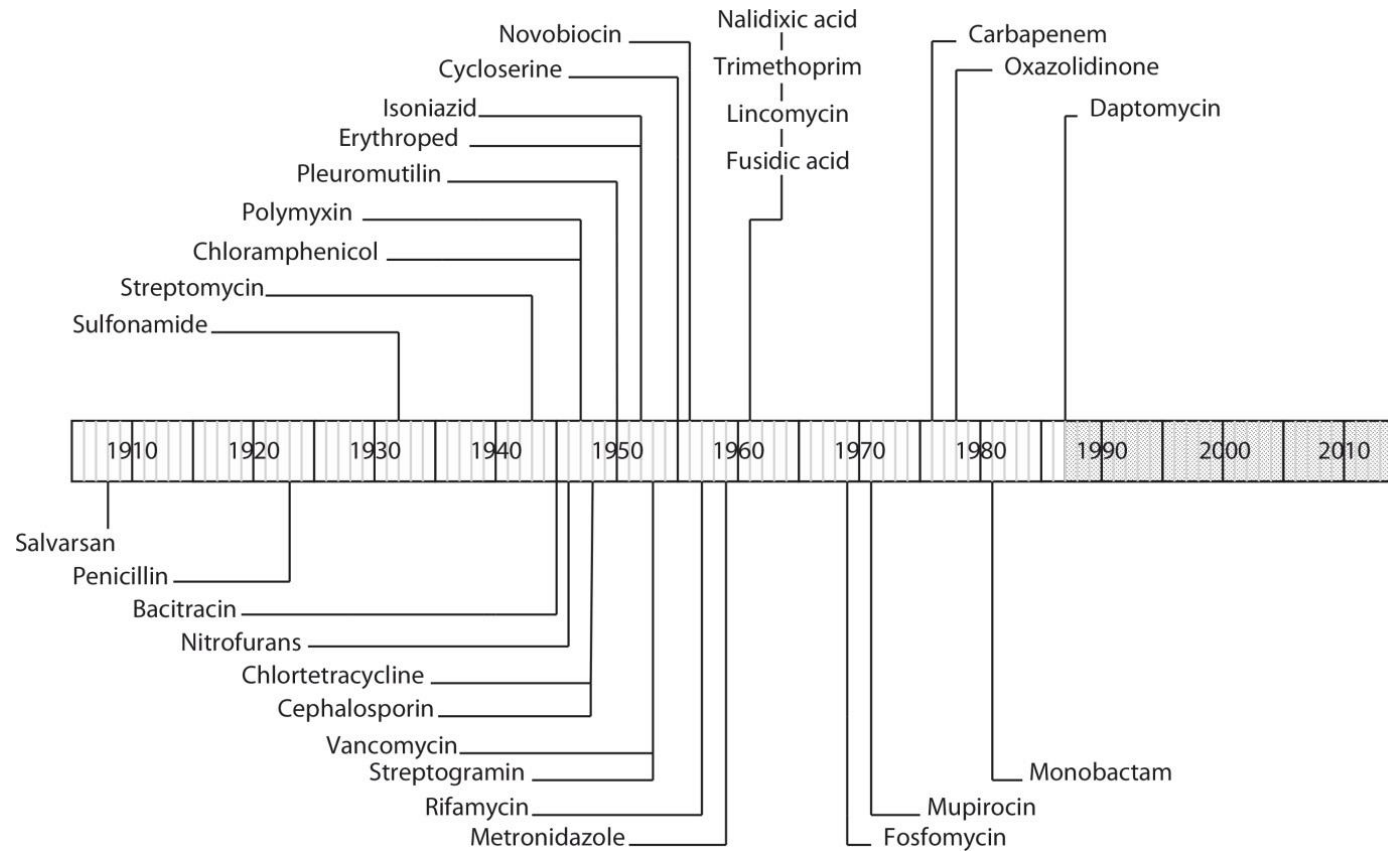 Nalidixic acid
Novobiocin
Carbapenem
Cycloserine
Trimethoprim
Oxazolidinone
Isoniazid
Lincomycin
Daptomycin
Erythroped
Fusidic acid
Pleuromutilin
Polymyxin
Chloramphenicol
Streptomycin
Sulfonamide
1910 1920 1930 1940 1950 1960 1970 1980 1990 2000 2010
Salvarsan
Penicillin
Bacitracin
Nitrofurans
Chlortetracycline
Cephalosporin
Vancomycin
Streptogramin
Monobactam
Rifamycin
Mupirocin
Metronidazole
Fosfomycin